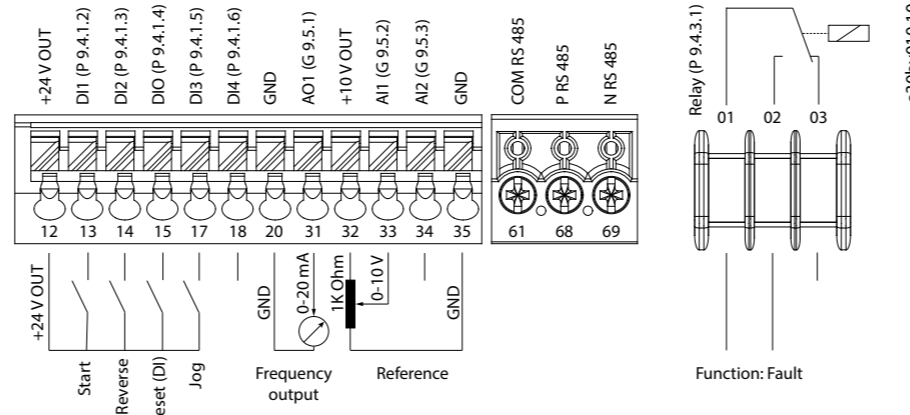 +24 V OUT
DI1 (P 9.4.1.2)
DI2 (P 9.4.1.3)
DIO (P 9.4.1.4)
DI3 (P 9.4.1.5)
DI4 (P 9.4.1.6)
GND
AO1 (G 9.5.1)
+10 V OUT
AI1 (G 9.5.2)
AI2 (G 9.5.3)
GND
COM RS 485
P RS 485
N RS 485
Relay (P 9.4.3.1)
01 02 03
12 13 14 15 17 18 20 31 32 33 34 35
61 68 69
+24 V OUT
GND
0-20 mA
1K Ohm
0-10 V
GND
Start
Reverse
eset (DI)
Jog
Frequency
output
Reference
Function: Fault